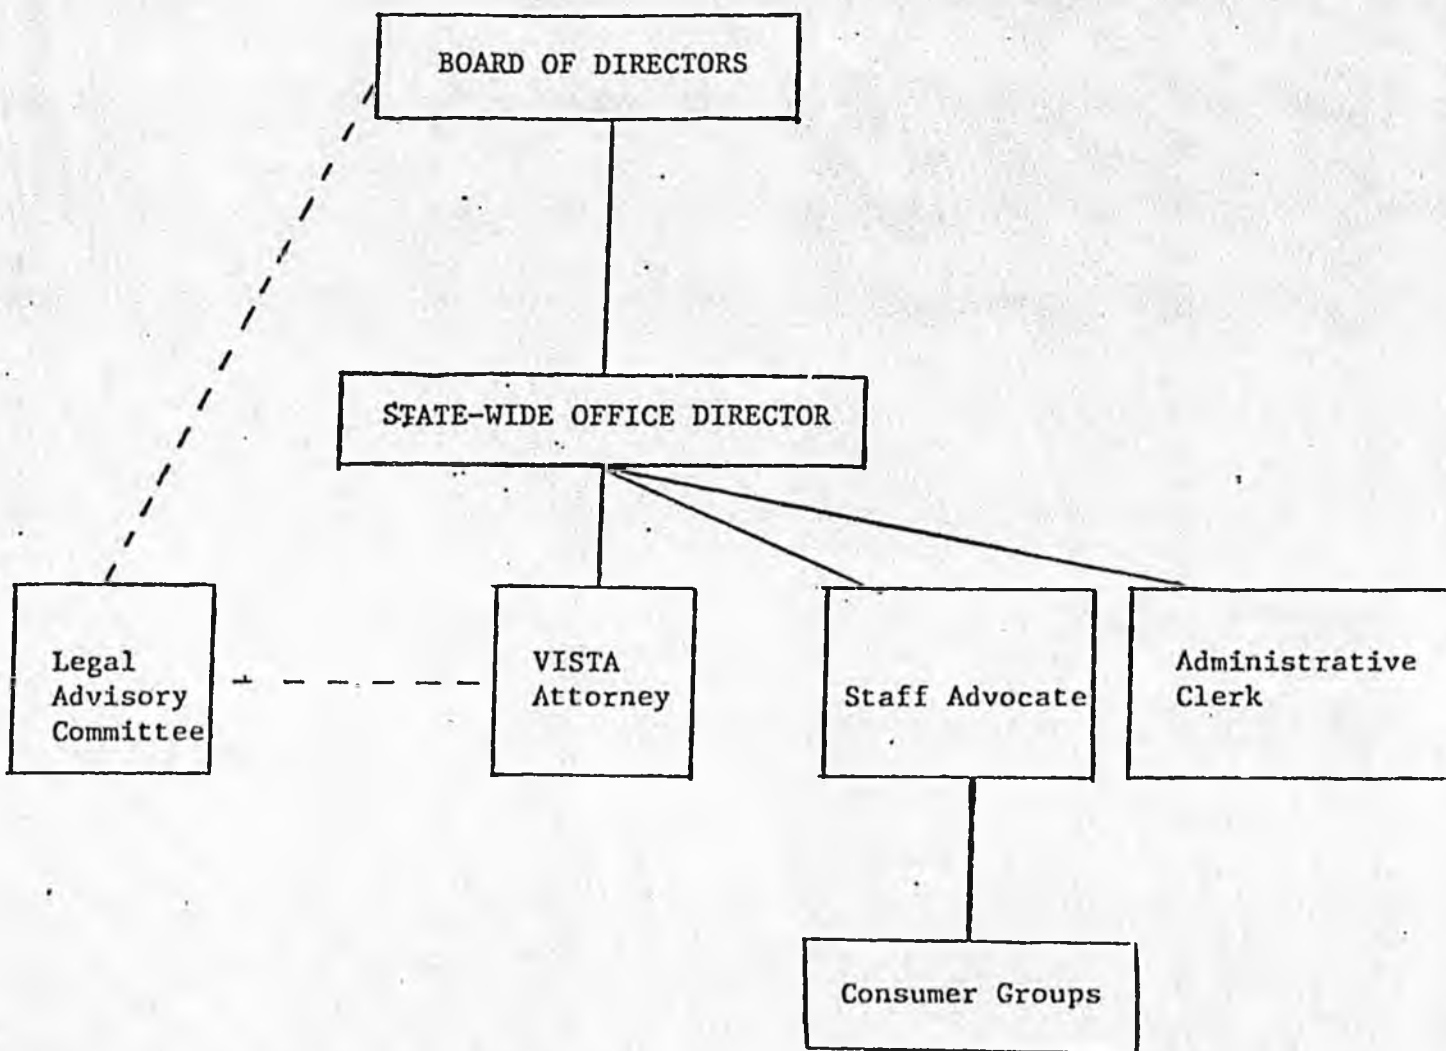 BOARD OF DIRECTORS
STATE-WIDE OFFICE DIRECTOR
Legal
Advisory
Committee
VISTA
Attorney
Staff Advocate
Administrative
Clerk
Consumer Groups